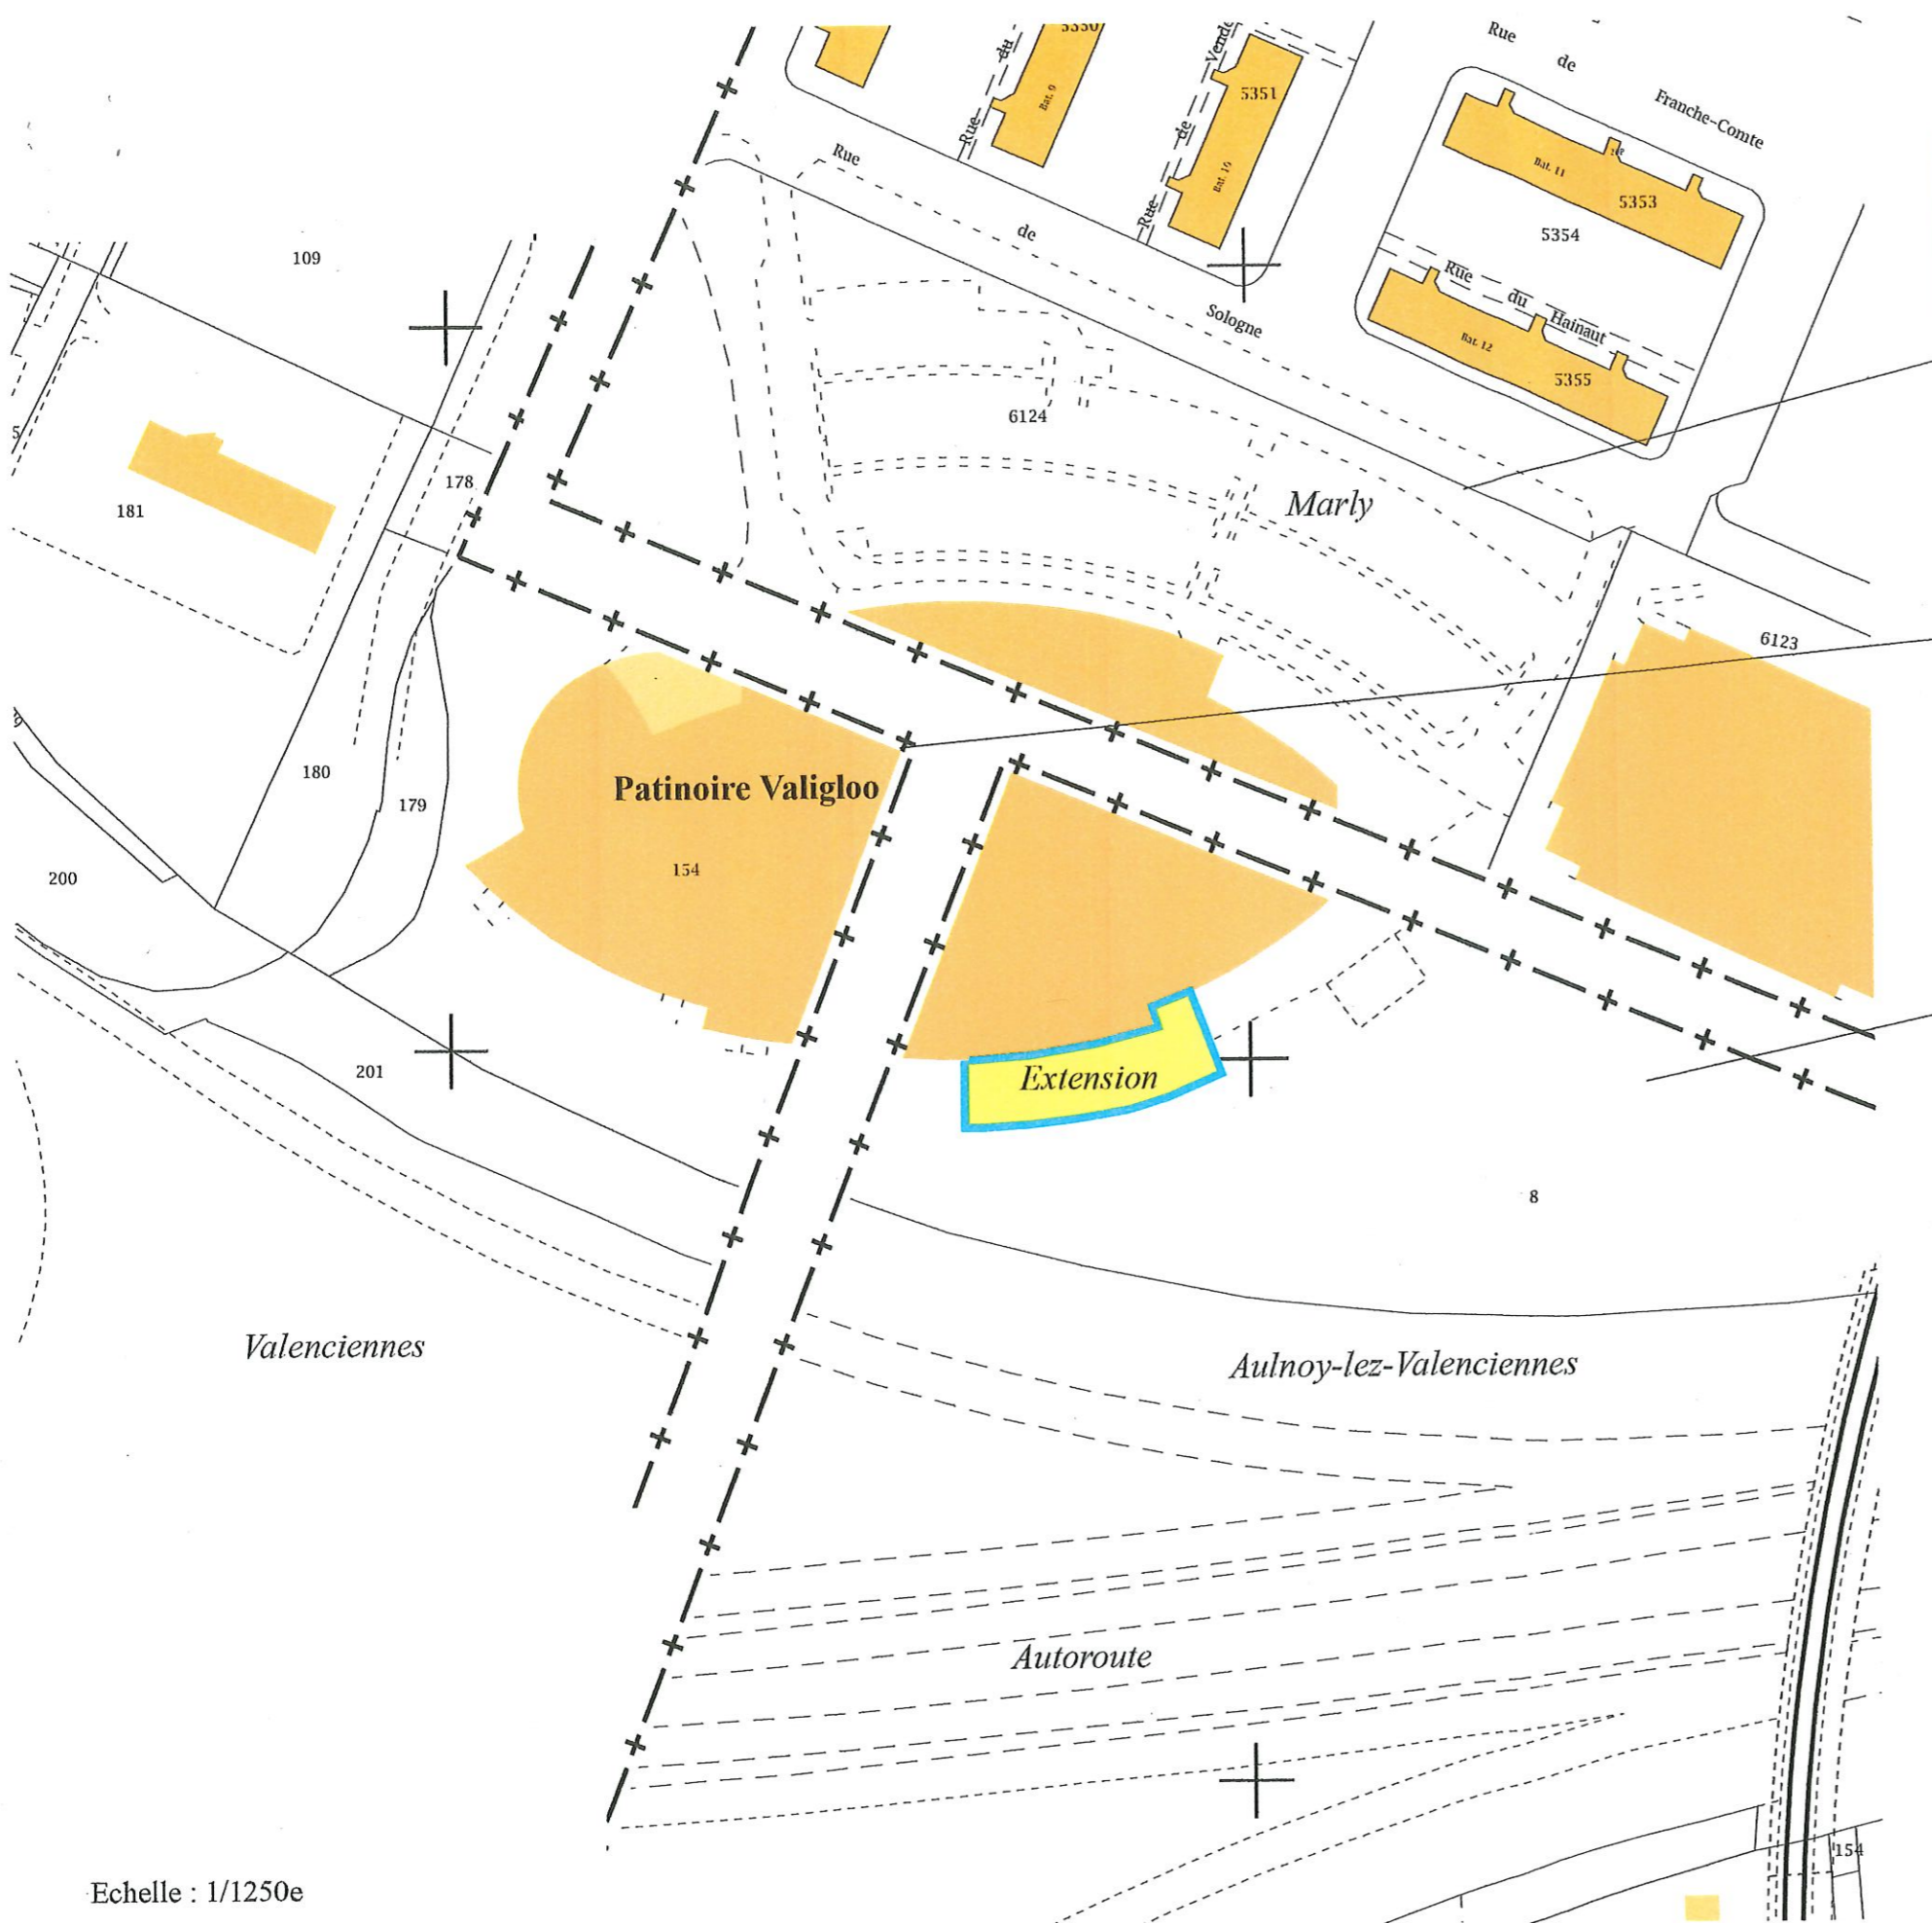 5350
Rue du
Bat. 9
Rue de Vende
5351
Bat. 10
Rue de Franche-Comte
Bat. 11
5353
5354
Rue du Hainaut
Bat. 12
5355
Rue de Sologne
109
5
178
181
6124
Marly
6123
180
179
Patinoire Valigloo
154
200
201
Extension
8
Valenciennes
Aulnoy-lez-Valenciennes
Autoroute
154
Echelle : 1/1250e